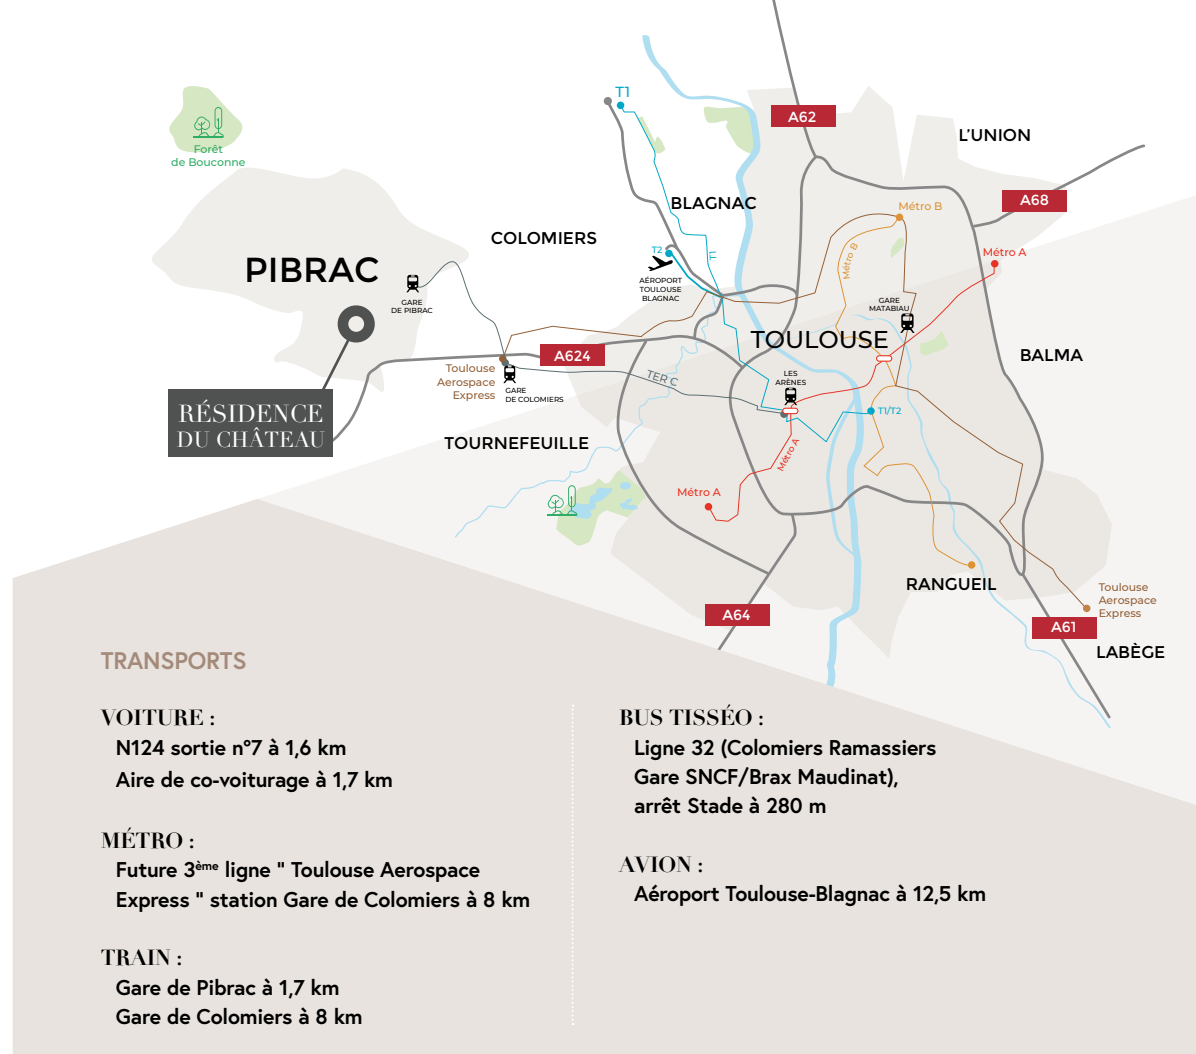 T1
A62
L'UNION
Forêt
de Bouconne
A68
BLAGNAC
Métro B
COLOMIERS
T2
T1
Métro B
Métro A
PIBRAC
AÉROPORT
TOULOUSE
BLAGNAC
GARE
DE PIBRAC
GARE
MATABIAU
TOULOUSE
A624
BALMA
Toulouse
Aerospace
Express
GARE
DE COLOMIERS
TER C
LES
ARÈNES
RÉSIDENCE
DU CHÂTEAU
T1/T2
TOURNEFEUILLE
Métro A
Métro A
RANGUEIL
Toulouse
Aerospace
Express
A64
A61
LABÈGE
TRANSPORTS
VOITURE :
N124 sortie n°7 à 1,6 km
Aire de co-voiturage à 1,7 km
MÉTRO :
Future 3ème ligne " Toulouse Aerospace
Express " station Gare de Colomiers à 8 km
TRAIN :
Gare de Pibrac à 1,7 km
Gare de Colomiers à 8 km
BUS TISSÉO :
Ligne 32 (Colomiers Ramassiers
Gare SNCF/Brax Maudinat),
arrêt Stade à 280 m
AVION :
Aéroport Toulouse-Blagnac à 12,5 km